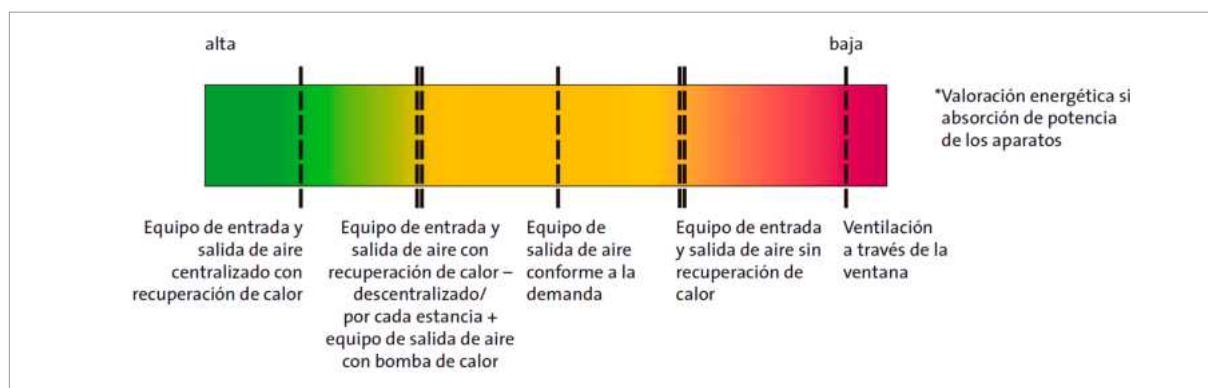 alta
baja
*Valoración energética si
absorción de potencia
de los aparatos
Equipo de entrada y
salida de aire
centralizado con
recuperación de calor
Equipo de entrada y
salida de aire con
recuperación de calor –
descentralizado/
por cada estancia +
equipo de salida de aire
con bomba de calor
Equipo de
salida de aire
conforme a la
demanda
Equipo de entrada
y salida de aire sin
recuperación de
calor
Ventilación
a través de la
ventana